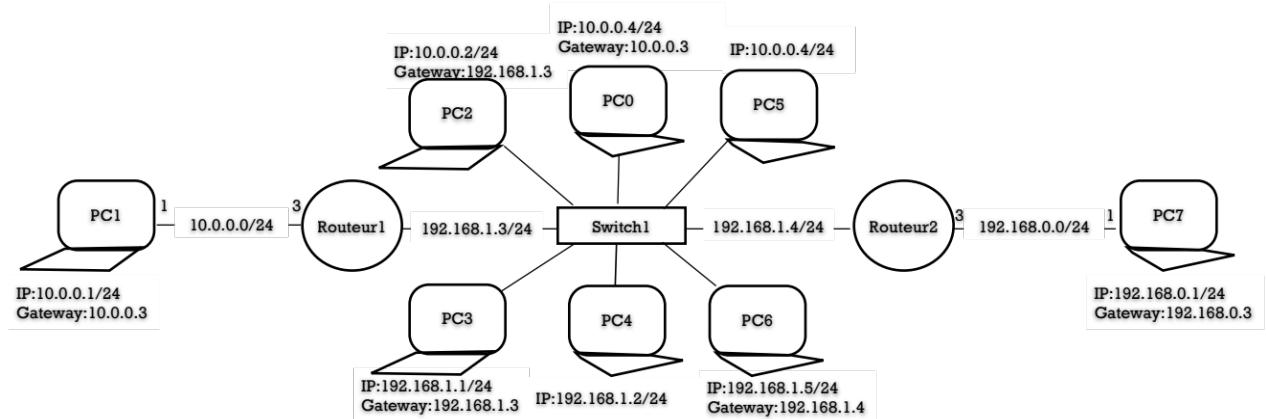 IP:10.0.0.2/24
Gateway:192.168.1.3
IP:10.0.0.4/24
Gateway:10.0.0.3
IP:10.0.0.4/24
PC2
PC0
PC5
PC1
1
10.0.0.0/24
3
Routeur1
192.168.1.3/24
Switch1
192.168.1.4/24
Routeur2
3
192.168.0.0/24
1
PC7
IP:10.0.0.1/24
Gateway:10.0.0.3
IP:192.168.0.1/24
Gateway:192.168.0.3
PC3
PC4
PC6
IP:192.168.1.1/24
Gateway:192.168.1.3
IP:192.168.1.2/24
IP:192.168.1.5/24
Gateway:192.168.1.4